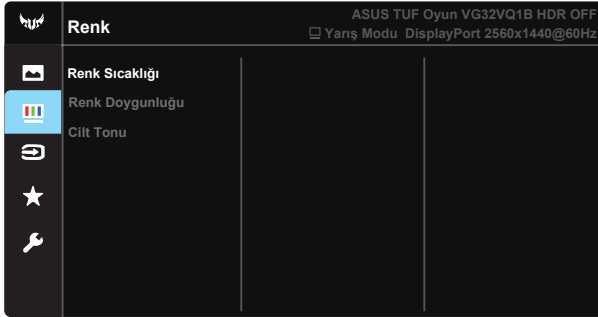 ASUS TUF Oyun VG32VQ1B HDR OFF
Renk
Yarış Modu DisplayPort 2560x1440@60Hz
Renk Sıcaklığı
Renk Doygunluğu
Cilt Tonu